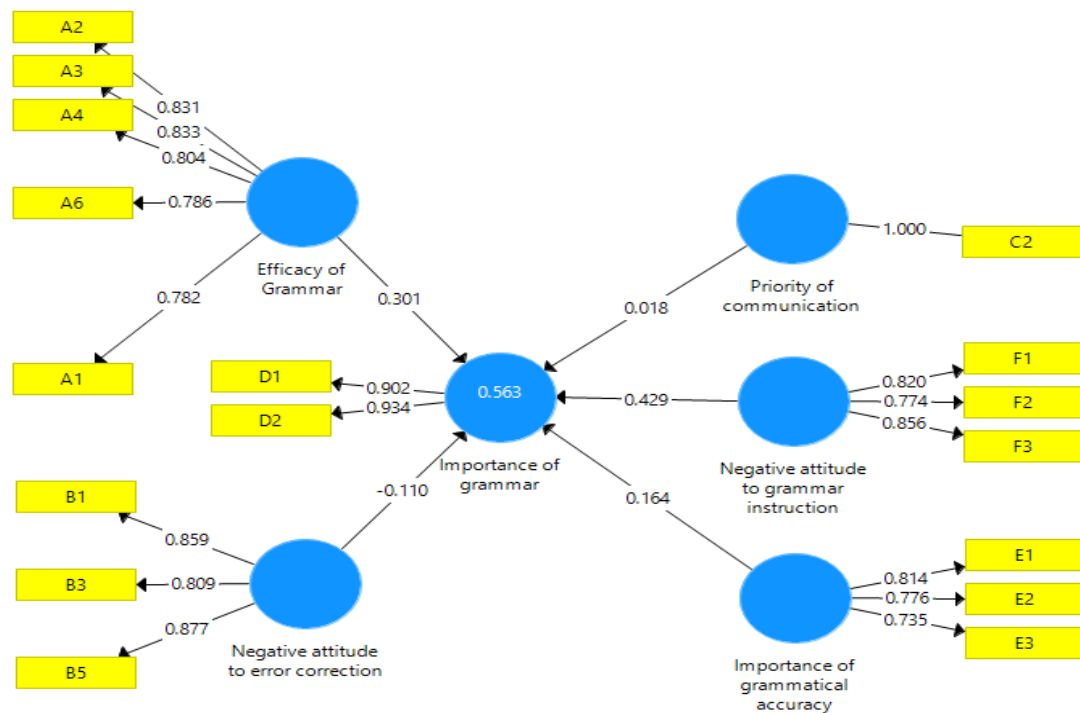 A2
A3
A4
A6
A1
0.831
0.833
0.804
0.786
0.782
Efficacy of
Grammar
0.301
D1
D2
0.902
0.934
0.563
Importance of
grammar
B1
B3
B5
0.859
0.809
0.877
-0.110
Negative attitude
to error correction
1.000
C2
Priority of
communication
0.018
F1
F2
F3
0.820
0.774
0.856
0.429
Negative attitude
to grammar
instruction
0.164
E1
E2
E3
0.814
0.776
0.735
Importance of
grammatical
accuracy